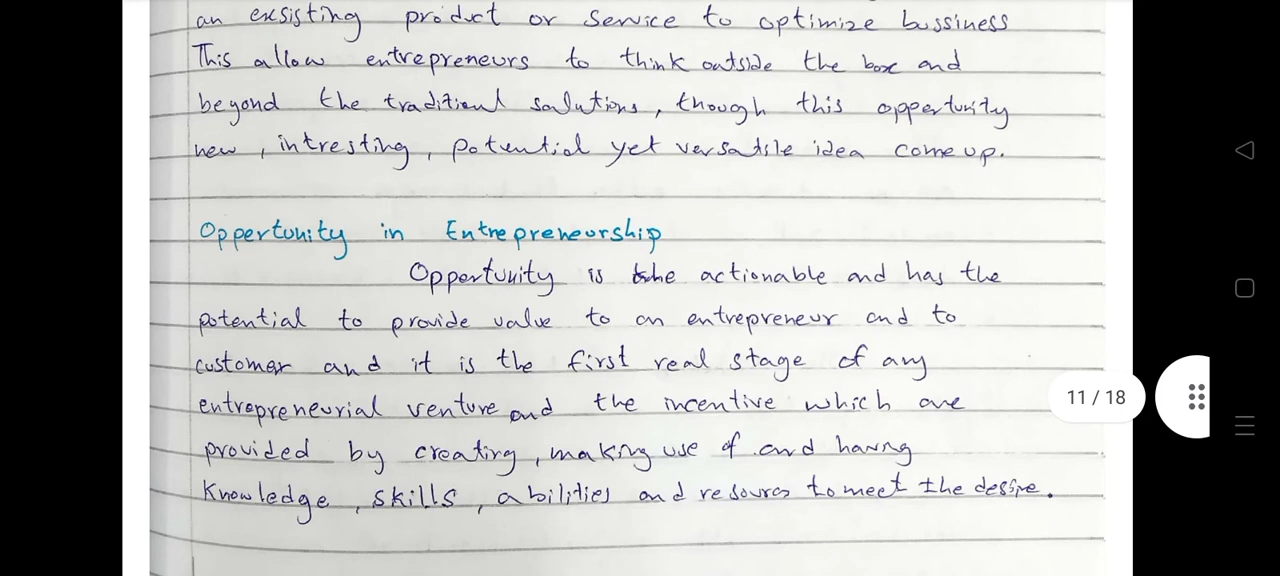 an exsisting product or service to optimize bussiness
This allow entrepreneurs to think outside the box and
beyond the traditional solutions, though this oppertunity
new, intresting, potential yet versatile idea come up.
Oppertunity in Entrepreneurship
Opportunity is the actionable and has the
potential to provide value to an entrepreneur and to
customer and it is the first real stage of any
entrepreneurial venture and the incentive which are
11 / 18
provided by creating, making use of and having
knowledge, skills, abilities and resources to meet the desire.